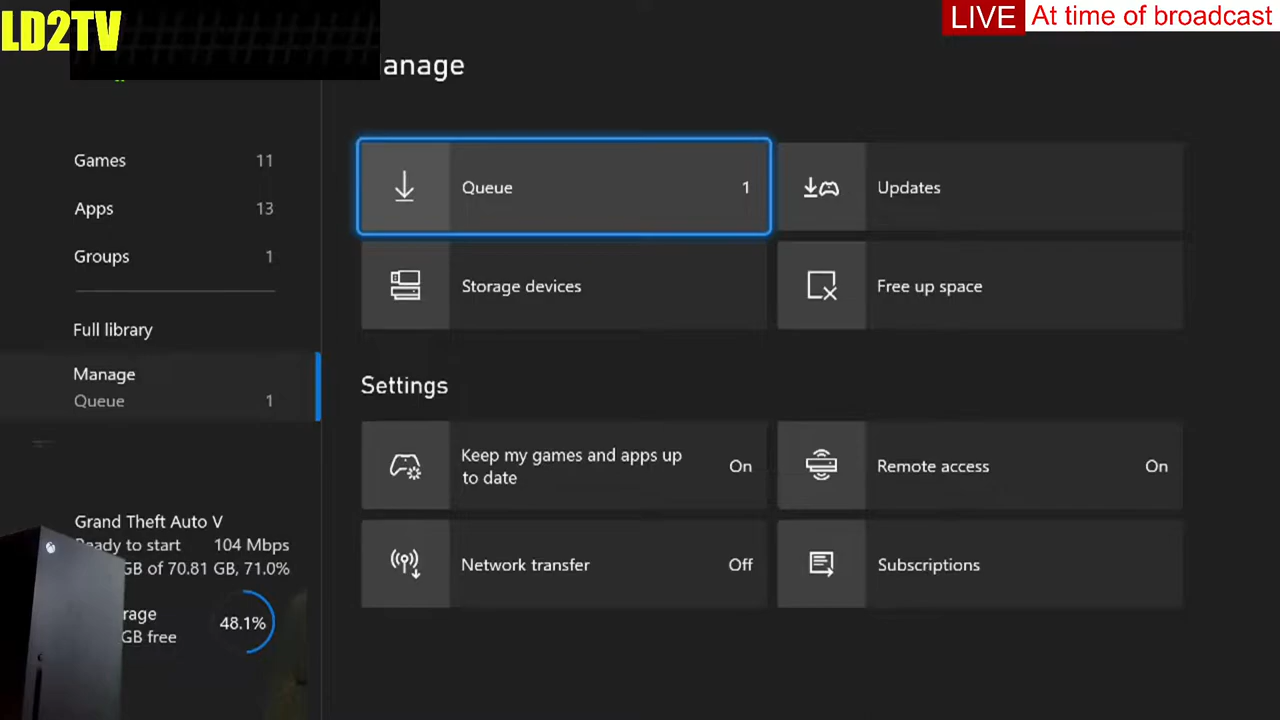 LD2TV
LIVE At time of broadcast
anage
Games 11
Apps 13
Groups 1
Full library
Manage
Queue 1
Grand Theft Auto V
Ready to start 104 Mbps
GB of 70.81 GB, 71.0%
rage
GB free
48.1%
Queue 1
Updates
Storage devices
Free up space
Settings
Keep my games and apps up
to date
On
Remote access On
Network transfer Off
Subscriptions